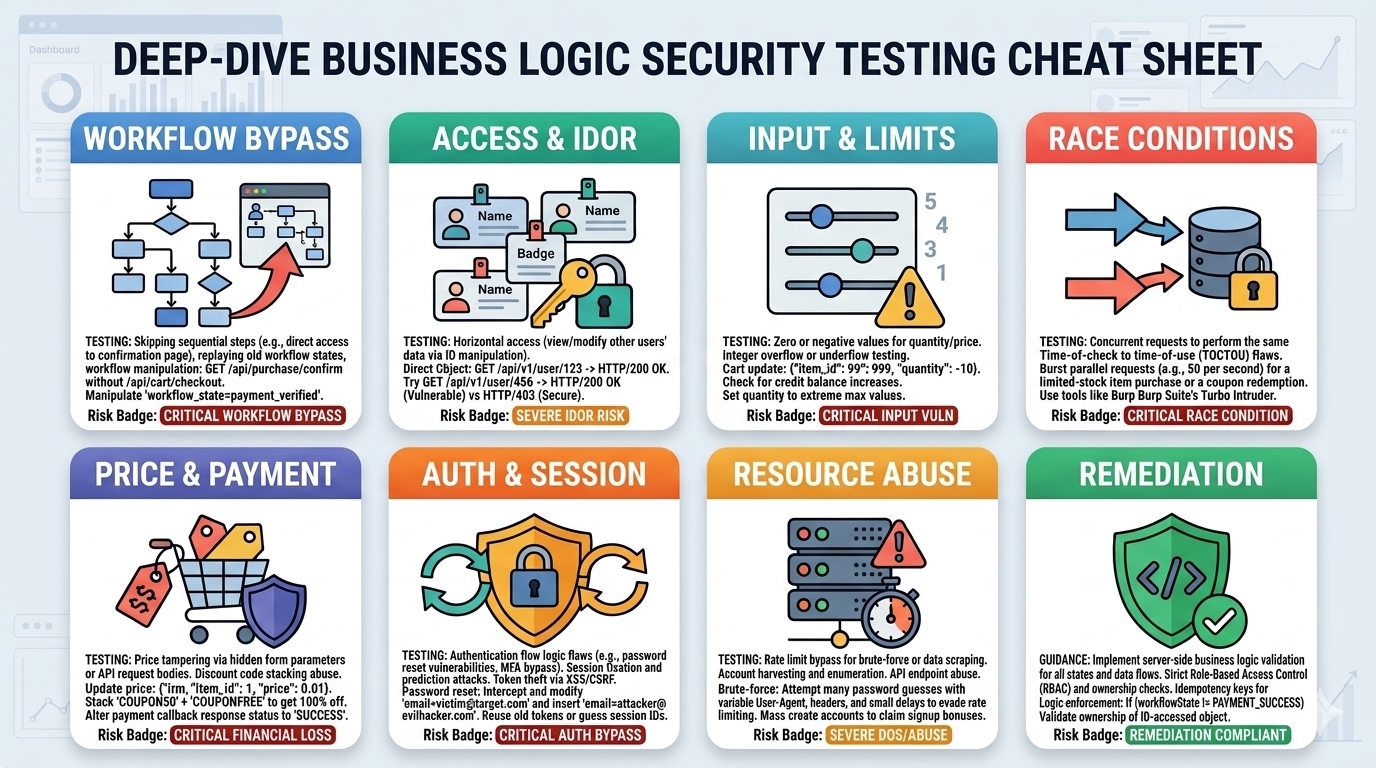 Dashboard
DEEP-DIVE BUSINESS LOGIC SECURITY TESTING CHEAT SHEET
WORKFLOW BYPASS
TESTING: Skipping sequential steps (e.g., direct access
to confirmation page), replaying old workflow states,
workflow manipulation: GET /api/purchase/confirm
without /api/cart/checkout.
Manipulate 'workflow_state=payment_verified'.
Risk Badge: CRITICAL WORKFLOW BYPASS
ACCESS & IDOR
Name
Name
Badge
Name
TESTING: Horizontal access (view/modify other users'
data via IO manipulation).
Direct Object: GET /api/v1/user/123 -> HTTP/200 OK.
Try GET /api/v1/user/456 -> HTTP/200 OK
(Vulnerable) vs HTTP/403 (Secure).
Risk Badge: SEVERE IDOR RISK
INPUT & LIMITS
5
4
3
1
TESTING: Zero or negative values for quantity/price.
Integer overflow or underflow testing.
Cart update: ("item_id": 99": 999, "quantity": -10).
Check for credit balance increases.
Set quantity to extreme max values.
Risk Badge: CRITICAL INPUT VULN
RACE CONDITIONS
TESTING: Concurrent requests to perform the same
Time-of-check to time-of-use (TOCTOU) flaws.
Burst parallel requests (e.g., 50 per second) for a
limited-stock item purchase or a coupon redemption.
Use tools like Burp Burp Suite's Turbo Intruder.
Risk Badge: CRITICAL RACE CONDITION
PRICE & PAYMENT
$$
TESTING: Price tampering via hidden form parameters
or API request bodies. Discount code stacking abuse.
Update price: ("irm, "Item_id": 1, "price": 0.01).
Stack 'COUPON50' + 'COUPONFREE' to get 100% off.
Alter payment callback response status to 'SUCCESS'.
Risk Badge: CRITICAL FINANCIAL LOSS
AUTH & SESSION
TESTING: Authentication flow logic flaws (e.g., password
reset vulnerabilities, MEA bypass). Session Oxation and
prediction attacks. Token theft via XSS/CSRF.
Password reset: Intercept and modify
'email=victim@target.com' and insert 'email=attacker@
evilhacker.com'. Reuse old tokens or guess session IDs.
Risk Badge: CRITICAL AUTH BYPASS
RESOURCE ABUSE
TESTING: Rate limit bypass for brute-forve or data scraping.
Account harvesting and enumeration. API endpoint abuse.
Brute-force: Attempt many password guesses with
variable User-Agent, headers, and small delays to evade rate
limiting. Mass create accounts to claim signup bonuses.
Risk Badge: SEVERE DOS/ABUSE
REMEDIATION
</>
GUIDANCE: Implement server-side business logic validation
for all states and data flows. Strict Role-Based Access Control
(RBAC) and ownership checks. Idempotency keys for
Logic enforcement: If (workflowState != PAYMENT_SUCCESS)
Validate ownership of ID-accessed object.
Risk Badge: REMEDIATION COMPLIANT